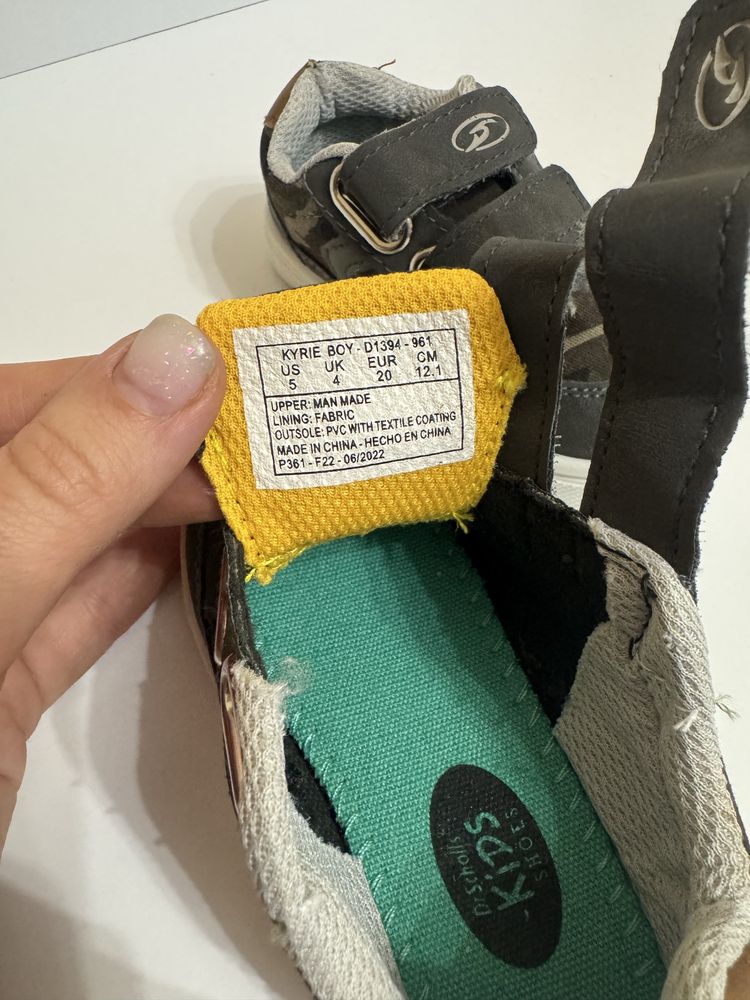 KYRIE BOY - D1394 - 961
US UK EUR CM
5 4 20 12.1
UPPER: MAN MADE
LINING: FABRIC
OUTSOLE: PVC WITH TEXTILE COATING
MADE IN CHINA - HECHO EN CHINA
P361 - F22 - 06/2022
Dr. Scholl's
KiDS
SHOES